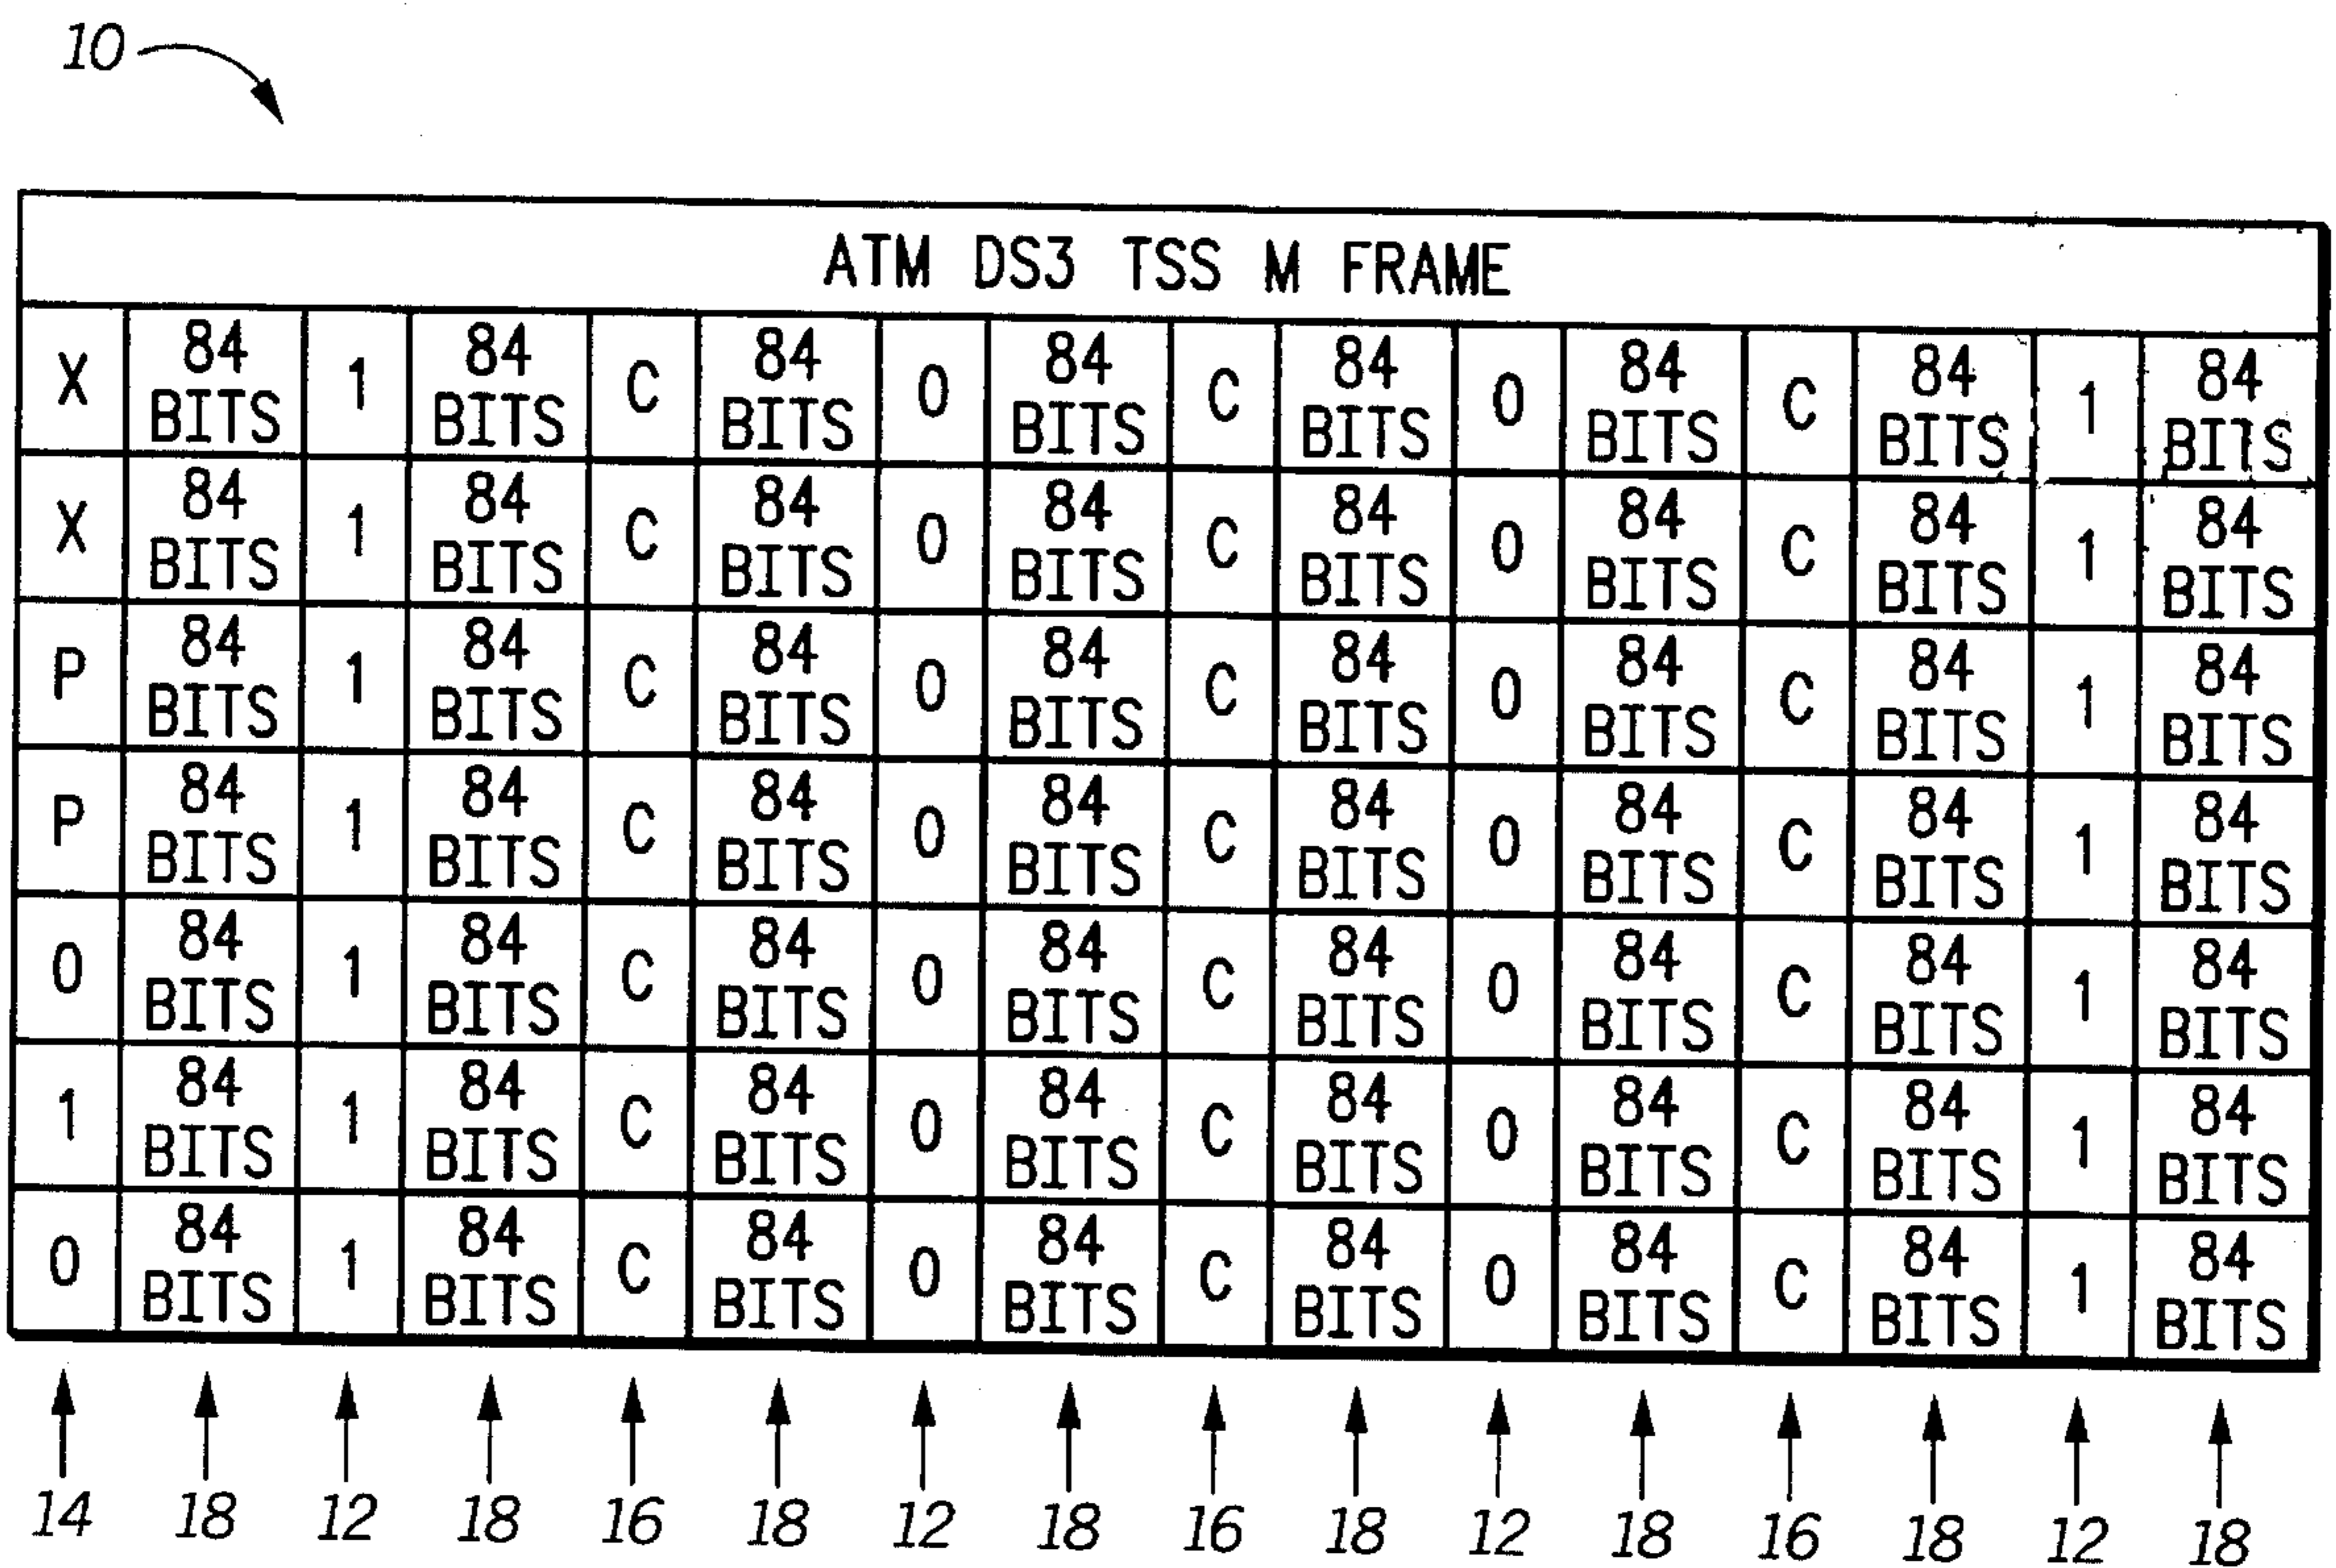 10
ATM DS3 TSS M FRAME
X 84 BITS 1 84 BITS C 84 BITS 0 84 BITS C 84 BITS 0 84 BITS C 84 BITS 1 84 BITS
X 84 BITS 1 84 BITS C 84 BITS 0 84 BITS C 84 BITS 0 84 BITS C 84 BITS 1 84 BITS
P 84 BITS 1 84 BITS C 84 BITS 0 84 BITS C 84 BITS 0 84 BITS C 84 BITS 1 84 BITS
P 84 BITS 1 84 BITS C 84 BITS 0 84 BITS C 84 BITS 0 84 BITS C 84 BITS 1 84 BITS
0 84 BITS 1 84 BITS C 84 BITS 0 84 BITS C 84 BITS 0 84 BITS C 84 BITS 1 84 BITS
1 84 BITS 1 84 BITS C 84 BITS 0 84 BITS C 84 BITS 0 84 BITS C 84 BITS 1 84 BITS
0 84 BITS 1 84 BITS C 84 BITS 0 84 BITS C 84 BITS 0 84 BITS C 84 BITS 1 84 BITS
14 18 12 18 16 18 12 18 16 18 12 18 16 18 12 18